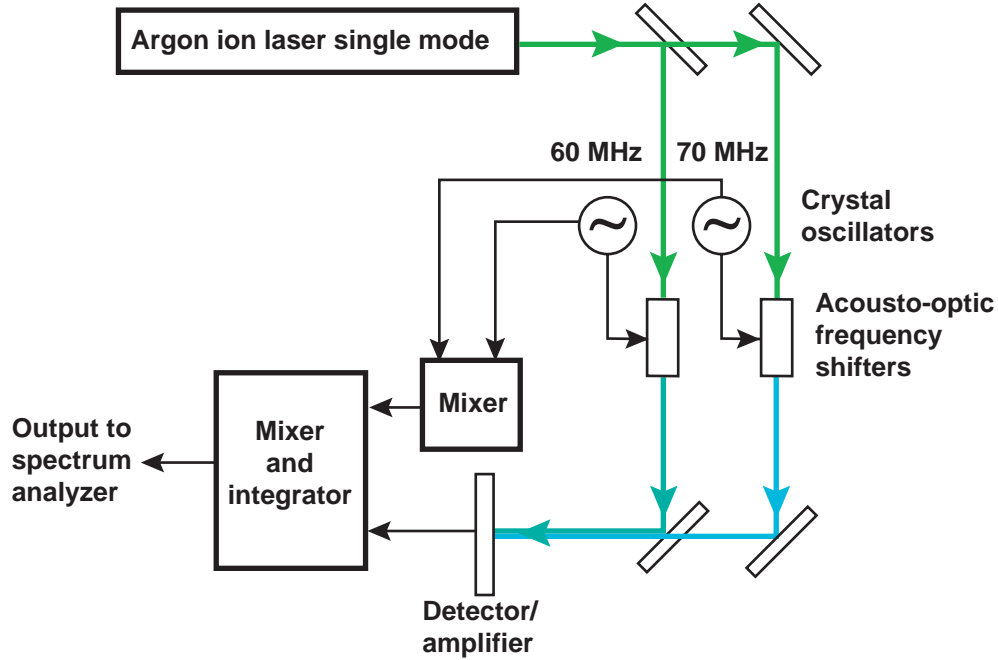 Argon ion laser single mode
60 MHz
70 MHz
~
~
Crystal
oscillators
Acousto-optic
frequency
shifters
Mixer
Mixer
and
integrator
Output to
spectrum
analyzer
Detector/
amplifier